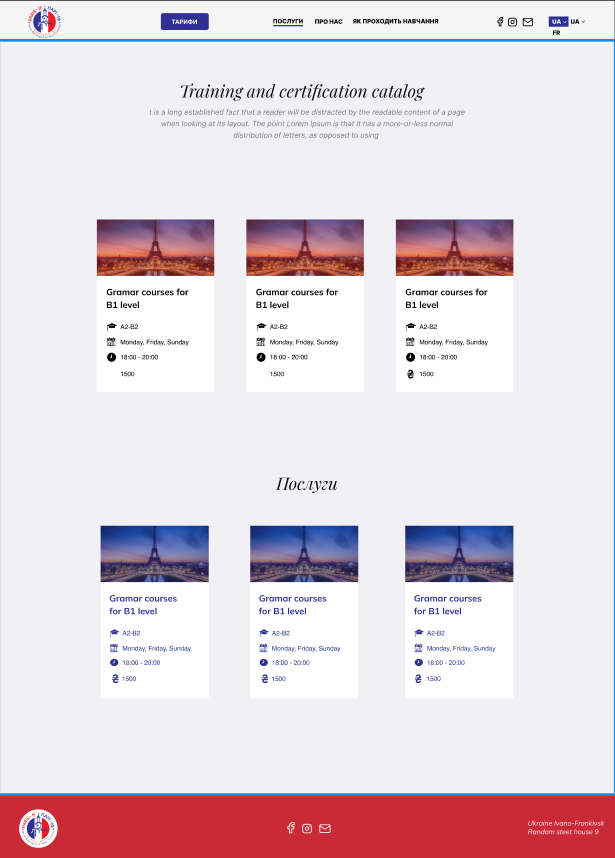 ТАРИФИ
ПОСЛУГИ ПРО НАС ЯК ПРОХОДИТЬ НАВЧАННЯ
UA UA
FR
Training and certification catalog
t is a long established fact that a reader will be distracted by the readable content of a page
when looking at its layout. The point Lorem Ipsum is that it has a more-or-less normal
distribution of letters, as opposed to using
Gramar courses for
B1 level
A2-B2
Monday, Friday, Sunday
18:00 - 20:00
1500
Gramar courses for
B1 level
A2-B2
Monday, Friday, Sunday
18:00 - 20:00
1500
Gramar courses for
B1 level
A2-B2
Monday, Friday, Sunday
18:00 - 20:00
₴ 1500
Послуги
Gramar courses
for B1 level
A2-B2
Monday, Friday, Sunday
18:00 - 20:00
₴ 1500
Gramar courses
for B1 level
A2-B2
Monday, Friday, Sunday
18:00 - 20:00
₴ 1500
Gramar courses
for B1 level
A2-B2
Monday, Friday, Sunday
18:00 - 20:00
₴ 1500
Ukraine Ivano-Frankivsk
Random steet house 9